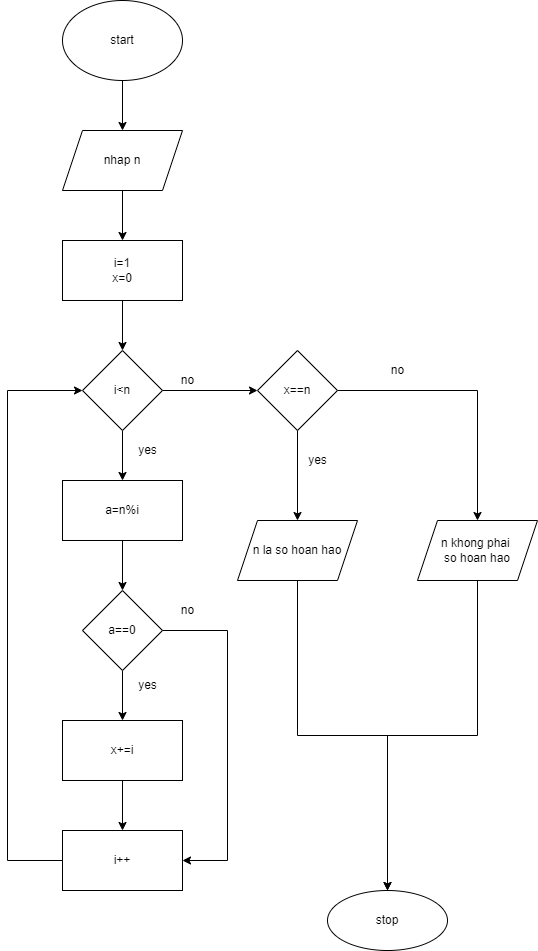 start
nhap n
i=1
x=0
i<n
no
x==n
no
yes
yes
a=n%i
n la so hoan hao
n khong phai
so hoan hao
a==0
no
yes
x+=i
i++
stop